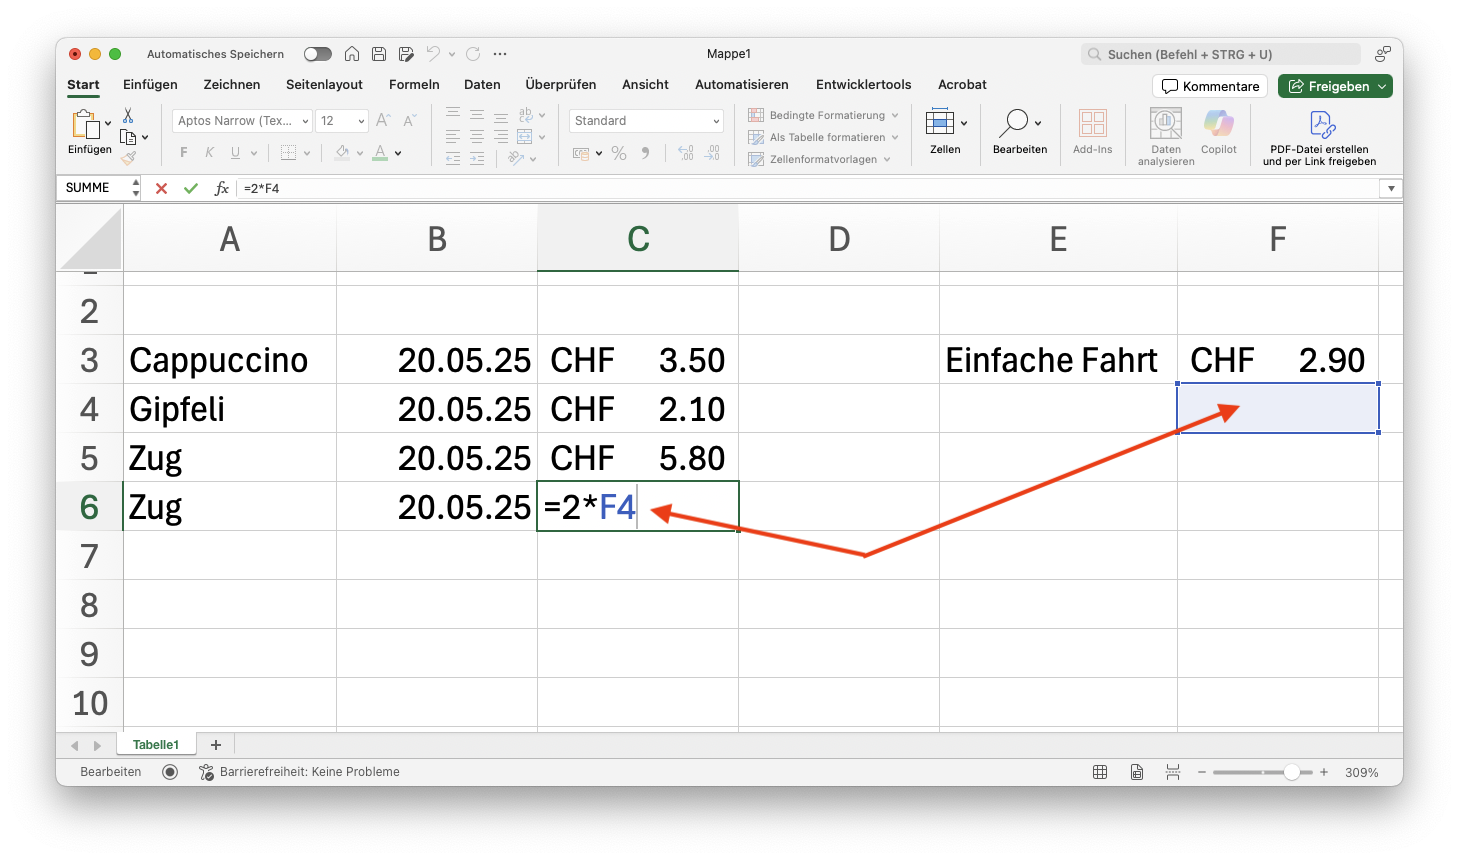 Automatisches Speichern
Mappe1
Suchen (Befehl + STRG + U)
Start Einfügen Zeichnen Seitenlayout Formeln Daten Überprüfen Ansicht Automatisieren Entwicklertools Acrobat
Kommentare
Freigeben
Einfügen
Aptos Narrow (Tex... 12
F K U
Standard
Bedingte Formatierung
Als Tabelle formatieren
Zellenformatvorlagen
Zellen
Bearbeiten
Add-Ins
Daten analysieren
Copilot
PDF-Datei erstellen
und per Link freigeben
SUMME fx =2*F4
A B C D E F
2
3 Cappuccino 20.05.25 CHF 3.50 Einfache Fahrt CHF 2.90
4 Gipfeli 20.05.25 CHF 2.10
5 Zug 20.05.25 CHF 5.80
6 Zug 20.05.25 =2*F4
7
8
9
10
Tabelle1 +
Bearbeiten
Barrierefreiheit: Keine Probleme
309%